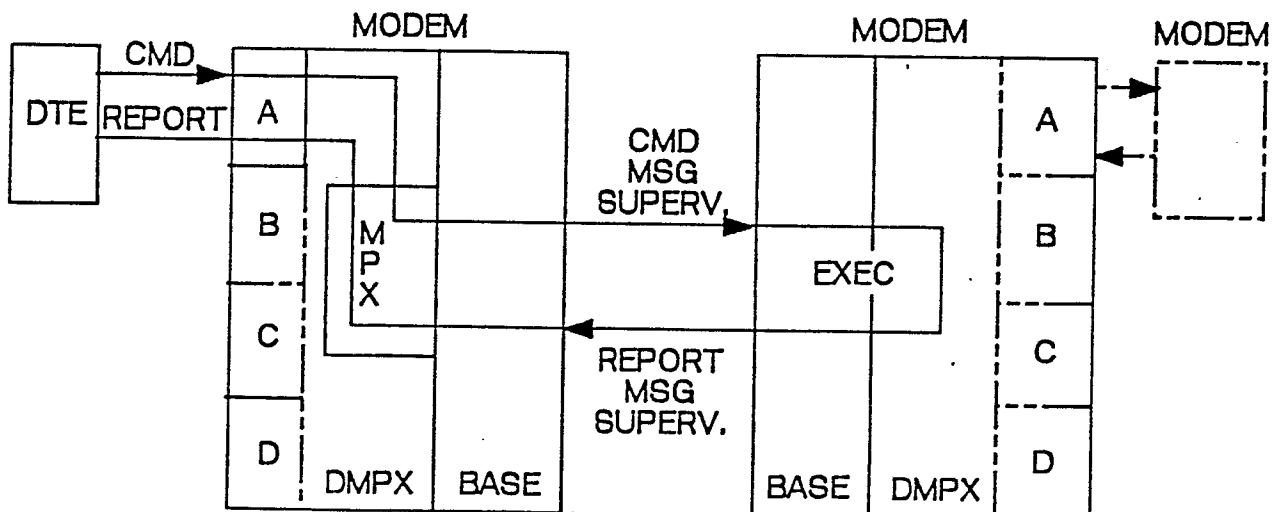 MODEM
MODEM
MODEM
CMD
DTE
REPORT
A
B
C
D
M
P
X
DMPX
BASE
CMD
MSG
SUPERV.
REPORT
MSG
SUPERV.
EXEC
BASE
DMPX
A
B
C
D